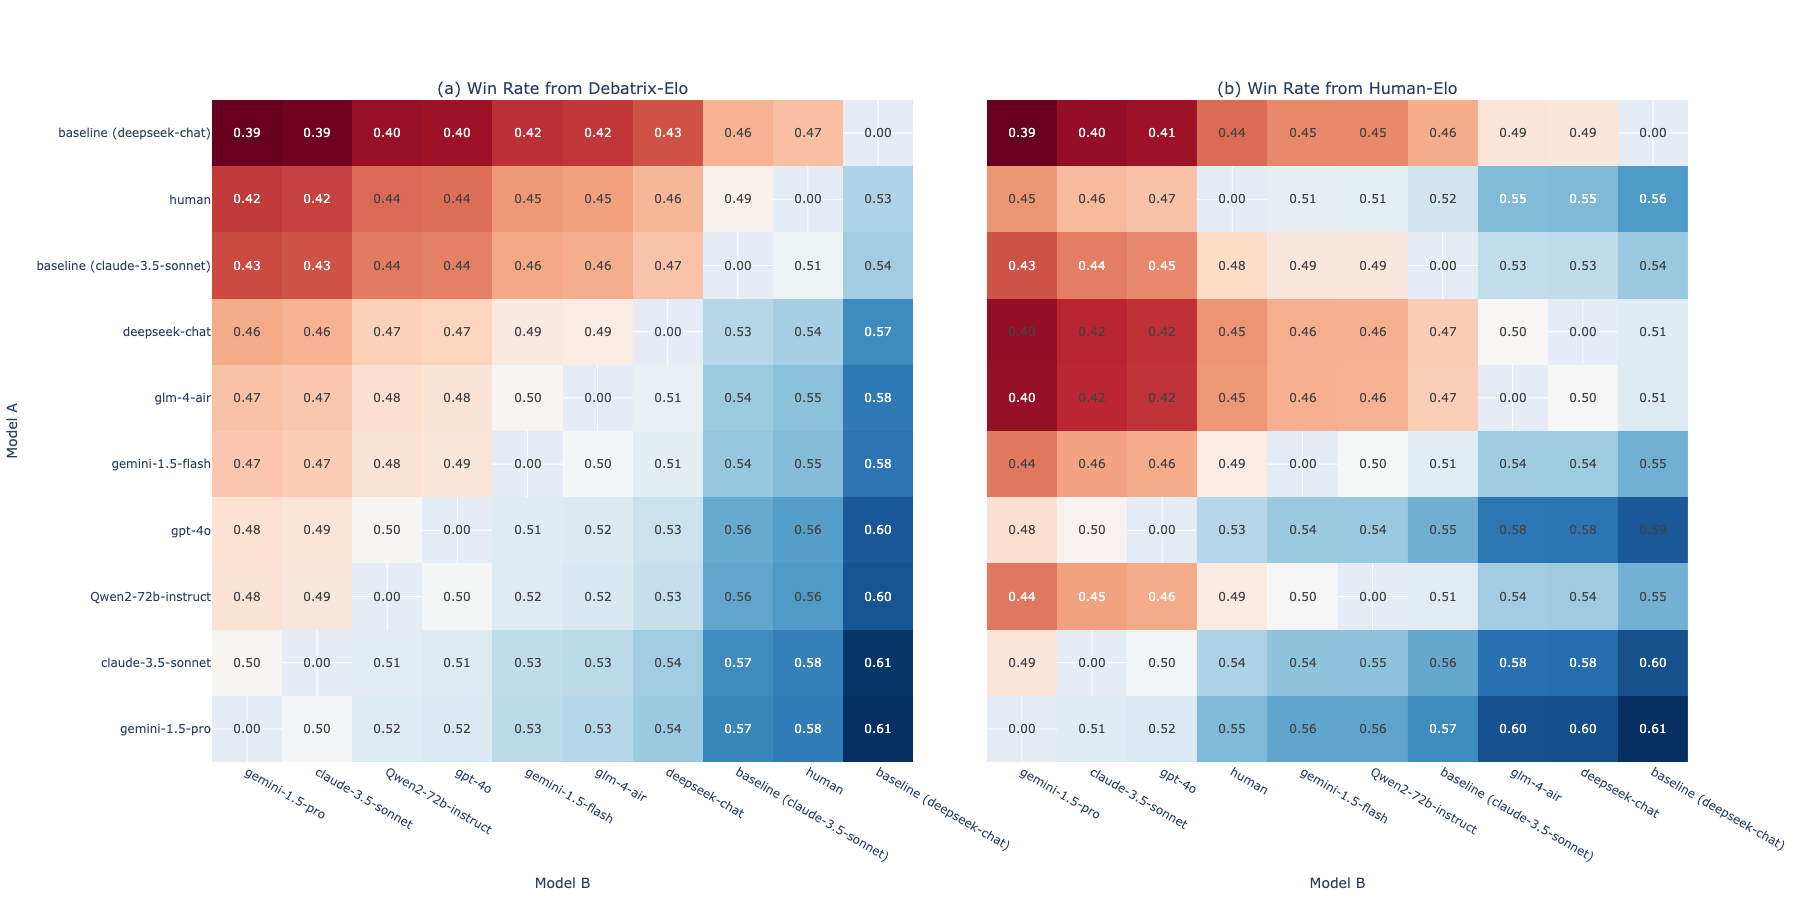 (a) Win Rate from Debatrix-Elo
(b) Win Rate from Human-Elo
baseline (deepseek-chat) 0.39 0.39 0.40 0.40 0.42 0.42 0.43 0.46 0.47 0.00 0.39 0.40 0.41 0.44 0.45 0.45 0.46 0.49 0.49 0.00
human 0.42 0.42 0.44 0.44 0.45 0.45 0.46 0.49 0.00 0.53 0.45 0.46 0.47 0.00 0.51 0.51 0.52 0.55 0.55 0.56
baseline (claude-3.5-sonnet) 0.43 0.43 0.44 0.44 0.46 0.46 0.47 0.00 0.51 0.54 0.43 0.44 0.45 0.48 0.49 0.49 0.00 0.53 0.53 0.54
deepseek-chat 0.46 0.46 0.47 0.47 0.49 0.49 0.00 0.53 0.54 0.57 0.40 0.42 0.42 0.45 0.46 0.46 0.47 0.50 0.00 0.51
glm-4-air 0.47 0.47 0.48 0.48 0.50 0.00 0.51 0.54 0.55 0.58 0.40 0.42 0.42 0.45 0.46 0.46 0.47 0.00 0.50 0.51
gemini-1.5-flash 0.47 0.47 0.48 0.49 0.00 0.50 0.51 0.54 0.55 0.58 0.44 0.46 0.46 0.49 0.00 0.50 0.51 0.54 0.54 0.55
gpt-4o 0.48 0.49 0.50 0.00 0.51 0.52 0.53 0.56 0.56 0.60 0.48 0.50 0.00 0.53 0.54 0.54 0.55 0.58 0.58 0.59
Qwen2-72b-instruct 0.48 0.49 0.00 0.50 0.52 0.52 0.53 0.56 0.56 0.60 0.44 0.45 0.46 0.49 0.50 0.00 0.51 0.54 0.54 0.55
claude-3.5-sonnet 0.50 0.00 0.51 0.51 0.53 0.53 0.54 0.57 0.58 0.61 0.49 0.00 0.50 0.54 0.54 0.55 0.56 0.58 0.58 0.60
gemini-1.5-pro 0.00 0.50 0.52 0.52 0.53 0.53 0.54 0.57 0.58 0.61 0.00 0.51 0.52 0.55 0.56 0.56 0.57 0.60 0.60 0.61
Model A
gemini-1.5-pro
claude-3.5-sonnet
Qwen2-72b-instruct
gpt-4o
gemini-1.5-flash
glm-4-air
deepseek-chat
baseline (claude-3.5-sonnet)
human
baseline (deepseek-chat)
gemini-1.5-pro
claude-3.5-sonnet
gpt-4o
human
gemini-1.5-flash
Qwen2-72b-instruct
baseline (claude-3.5-sonnet)
glm-4-air
deepseek-chat
baseline (deepseek-chat)
Model B
Model B